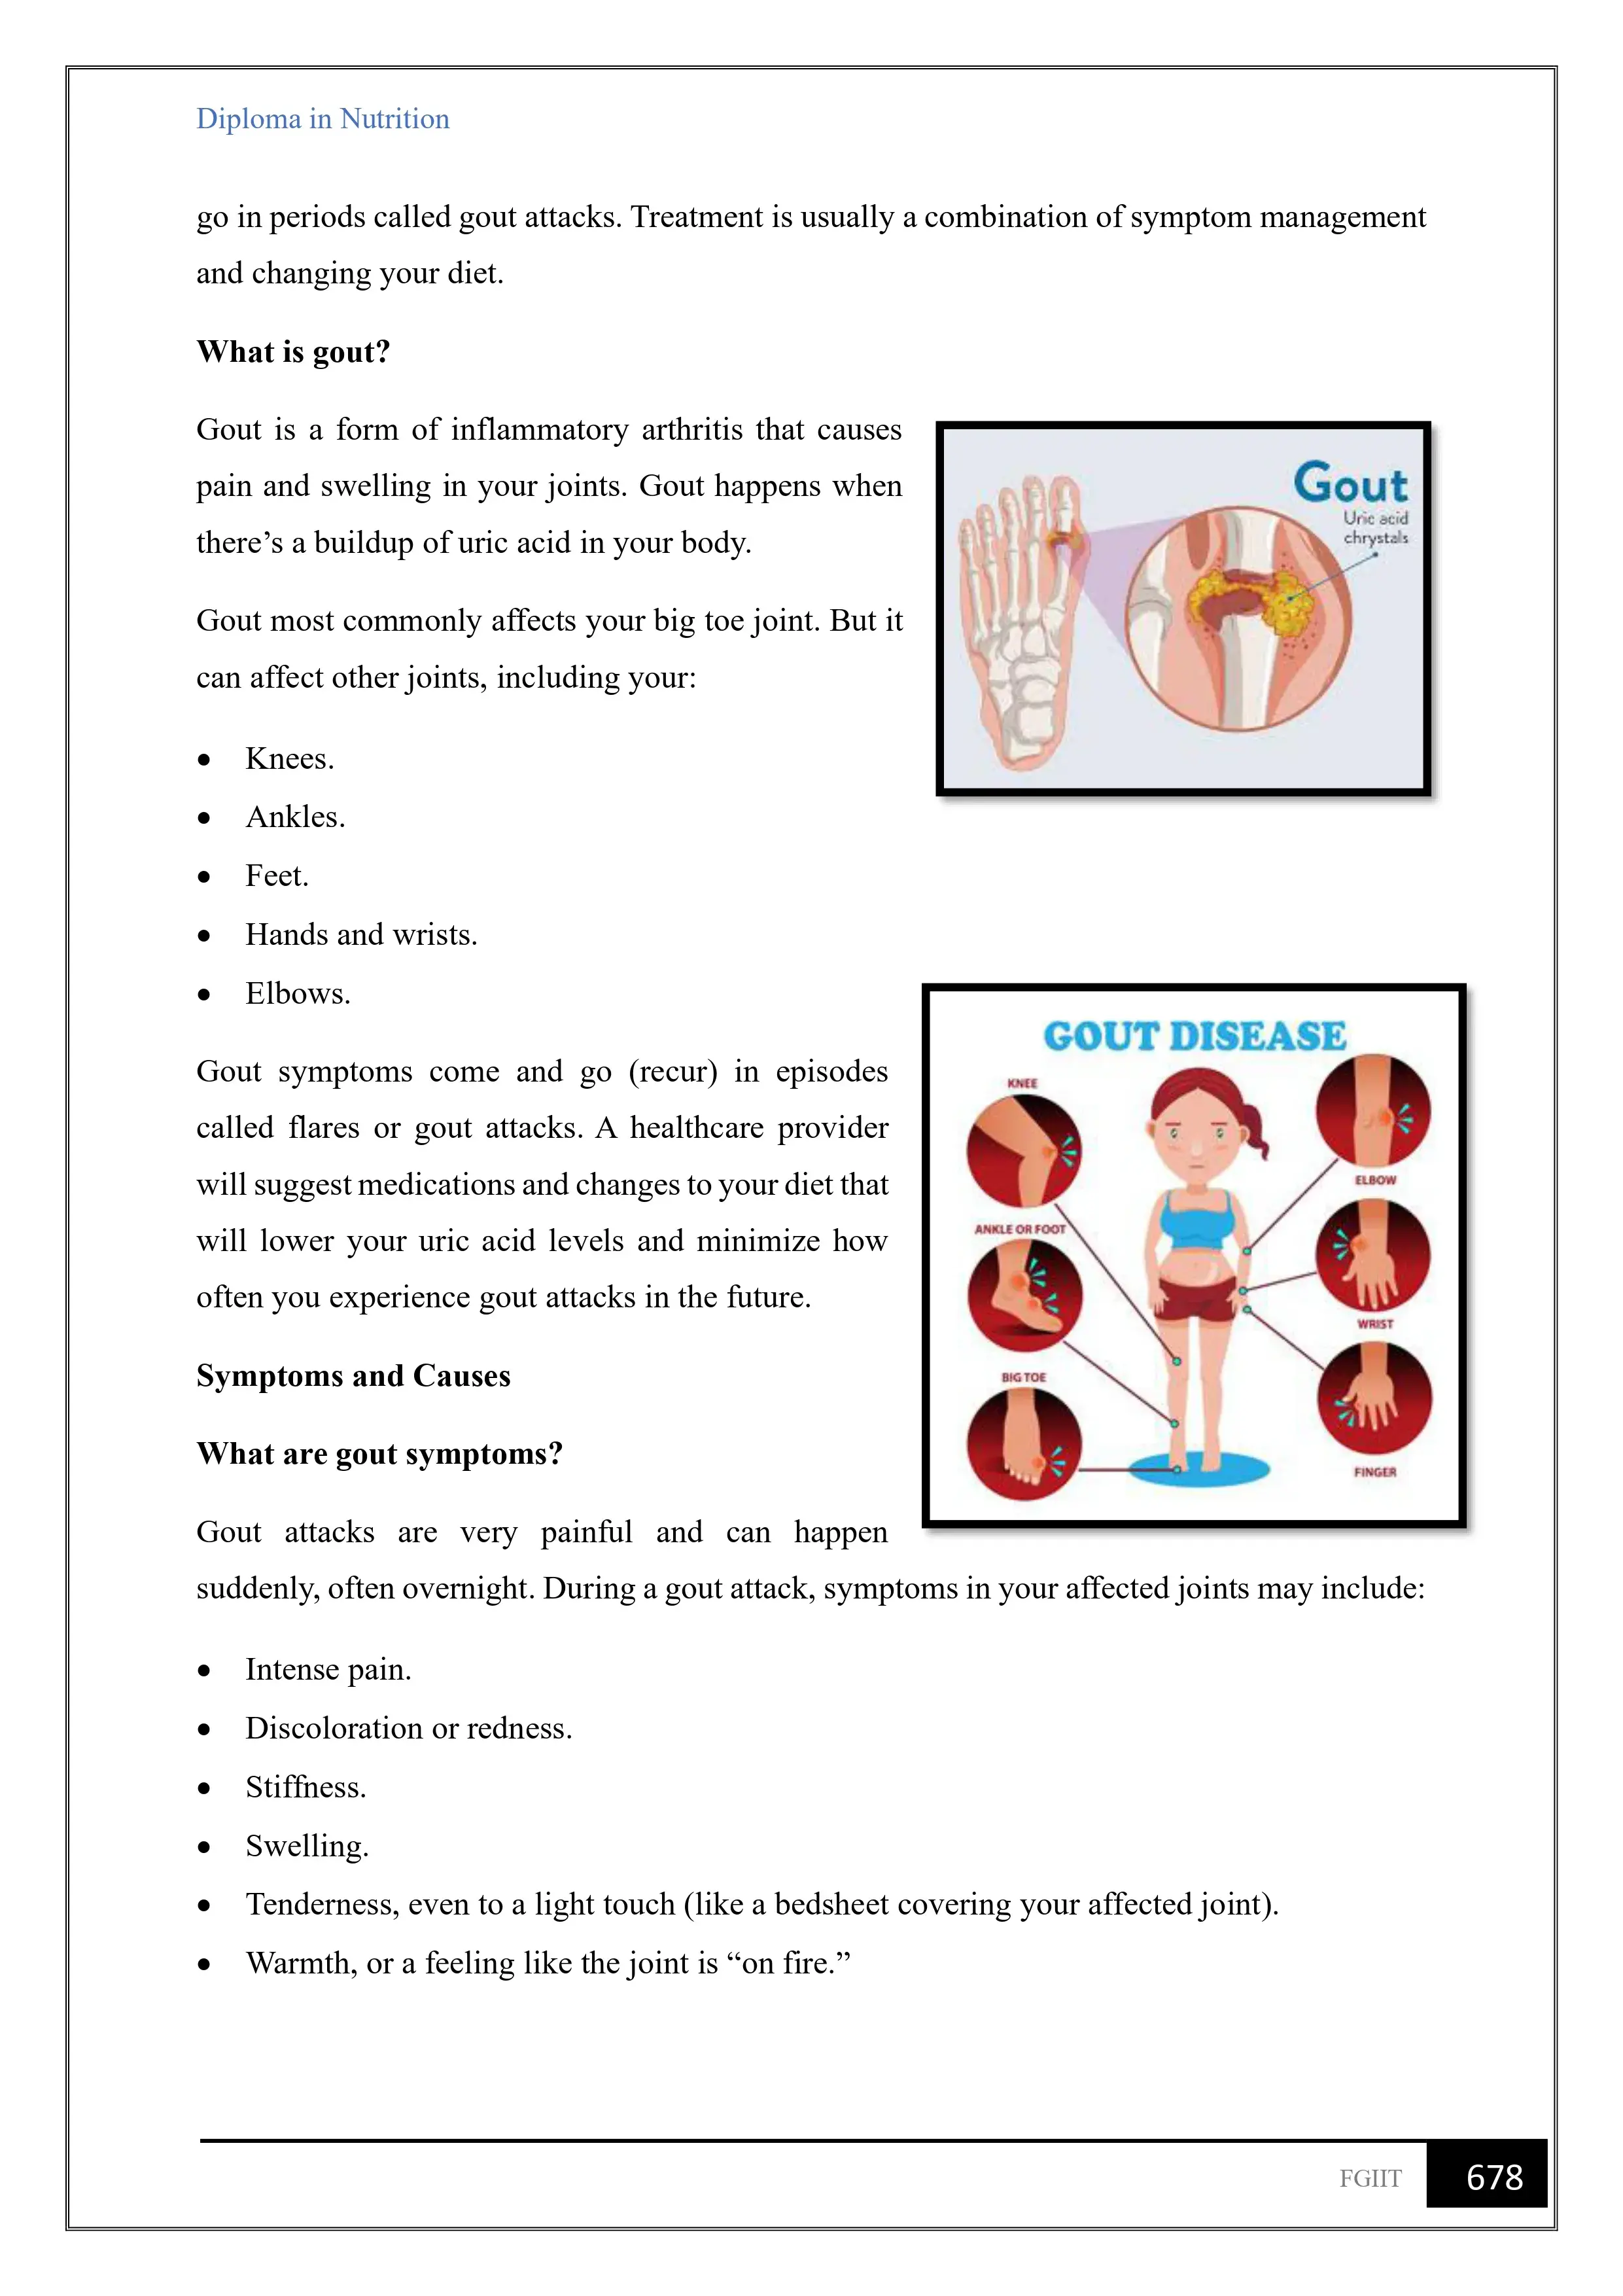 Diploma in Nutrition
go in periods called gout attacks. Treatment is usually a combination of symptom management
and changing your diet.
What is gout?
Gout is a form of inflammatory arthritis that causes
pain and swelling in your joints. Gout happens when
there’s a buildup of uric acid in your body.
Gout
Uric acid
chrystals
Gout most commonly affects your big toe joint. But it
can affect other joints, including your:
• Knees.
• Ankles.
• Feet.
• Hands and wrists.
• Elbows.
Gout symptoms come and go (recur) in episodes
called flares or gout attacks. A healthcare provider
will suggest medications and changes to your diet that
will lower your uric acid levels and minimize how
often you experience gout attacks in the future.
GOUT DISEASE
KNEE
ELBOW
ANKLE OR FOOT
WRIST
BIG TOE
FINGER
Symptoms and Causes
What are gout symptoms?
Gout attacks are very painful and can happen
suddenly, often overnight. During a gout attack, symptoms in your affected joints may include:
• Intense pain.
• Discoloration or redness.
• Stiffness.
• Swelling.
• Tenderness, even to a light touch (like a bedsheet covering your affected joint).
• Warmth, or a feeling like the joint is “on fire.”
FGIIT 678